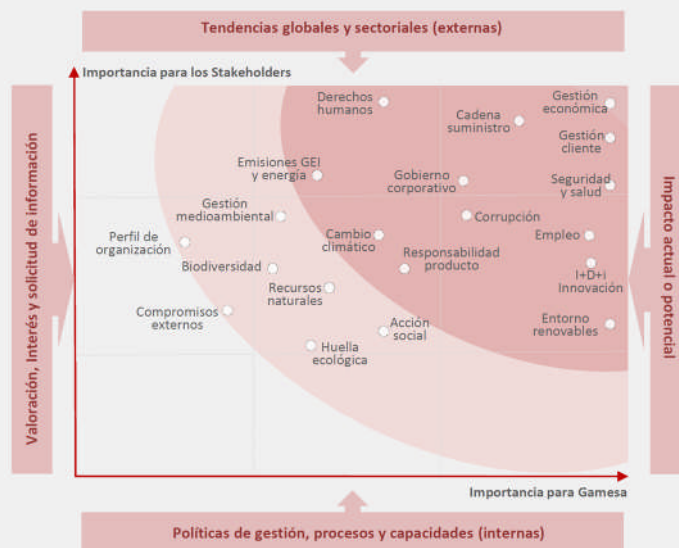 Tendencias globales y sectoriales (externas)
Importancia para los Stakeholders
Valoración, Interés y solicitud de información
Impacto actual o potencial
Derechos
humanos
Cadena
suministro
Gestión
económica
Gestión
cliente
Emisiones GEI
y energía
Gobierno
corporativo
Seguridad
y salud
Gestión
medioambiental
Corrupción
Perfil de
organización
Cambio
climático
Empleo
Biodiversidad
Responsabilidad
producto
I+D+i
Innovación
Recursos
naturales
Compromisos
externos
Acción
social
Entorno
renovables
Huella
ecológica
Importancia para Gamesa
Políticas de gestión, procesos y capacidades (internas)